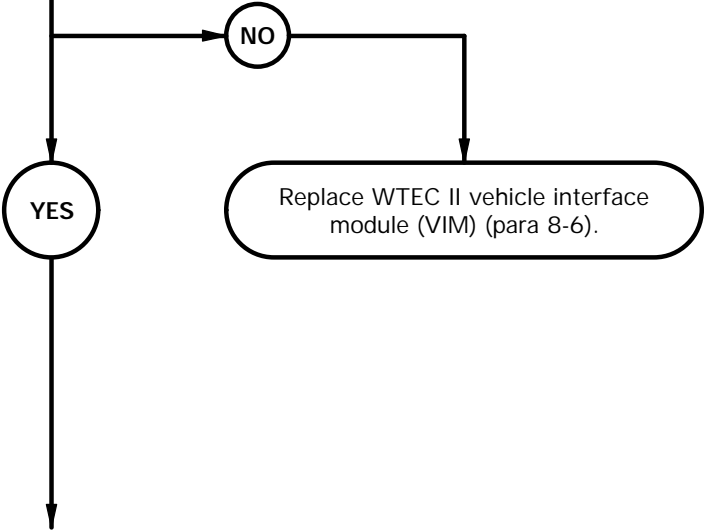 NO
YES
Replace WTEC II vehicle interface
module (VIM) (para 8-6).